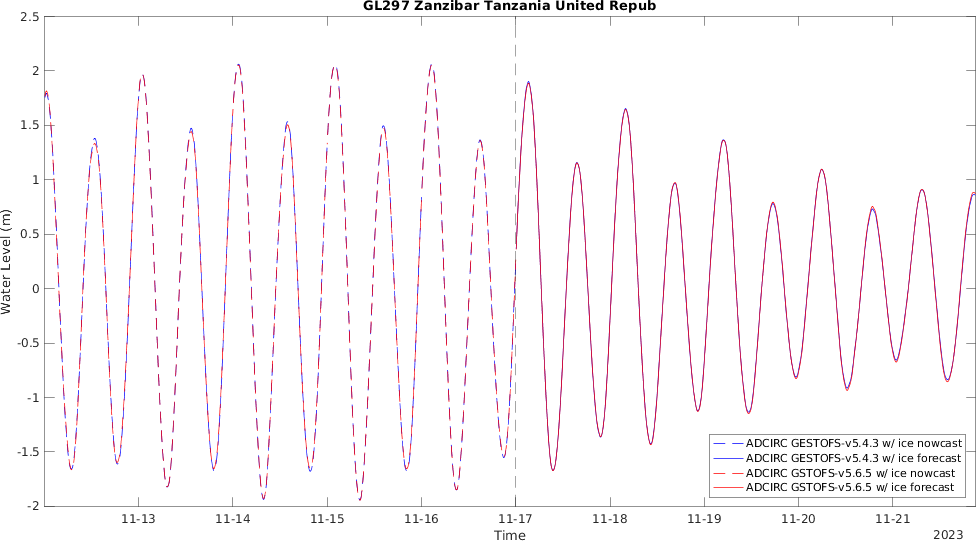 GL297 Zanzibar Tanzania United Repub
2.5
2
1.5
1
0.5
0
-0.5
-1
-1.5
-2
Water Level (m)
ADCIRC GESTOFS-v5.4.3 w/ ice nowcast
ADCIRC GESTOFS-v5.4.3 w/ ice forecast
ADCIRC GSTOFS-v5.6.5 w/ ice nowcast
ADCIRC GSTOFS-v5.6.5 w/ ice forecast
11-13 11-14 11-15 11-16 11-17 11-18 11-19 11-20 11-21
Time
2023